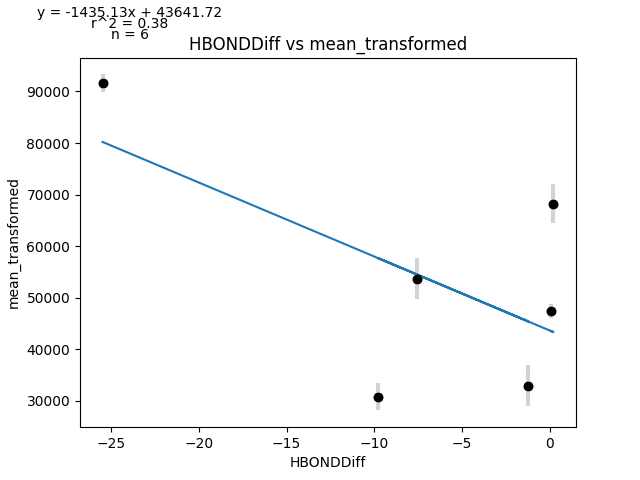 y = -1435.13x + 43641.72
r^2 = 0.38
n = 6
HBONDDiff vs mean_transformed
90000
80000
70000
60000
50000
40000
30000
mean_transformed
−25
−20
−15
−10
−5
0
HBONDDiff